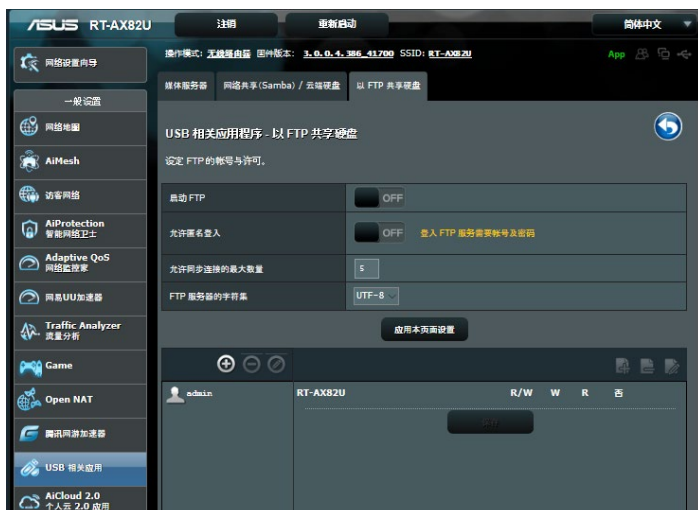 ASUS RT-AX82U 注销 重新启动 简体中文
操作模式: 无线路由器 固件版本: 3.0.0.4.386_41700 SSID: RT-AX82U App
网络设置向导
媒体服务器 网络共享(Samba) / 云端硬盘 以 FTP 共享硬盘
一般设置
网络地图
AiMesh
访客网络
AiProtection
智能网络卫士
Adaptive QoS
网络监控家
网易UU加速器
Traffic Analyzer
流量分析
Game
Open NAT
腾讯网游加速器
USB 相关应用
AiCloud 2.0
个人云 2.0 应用
USB 相关应用程序 - 以 FTP 共享硬盘
设定 FTP 的帐号与许可。
启动 FTP OFF
允许匿名登入 OFF 登入 FTP 服务需要帐号及密码
允许同步连接的最大数量 5
FTP 服务器的字符集 UTF-8
应用本页面设置
admin RT-AX82U R/W W R 否